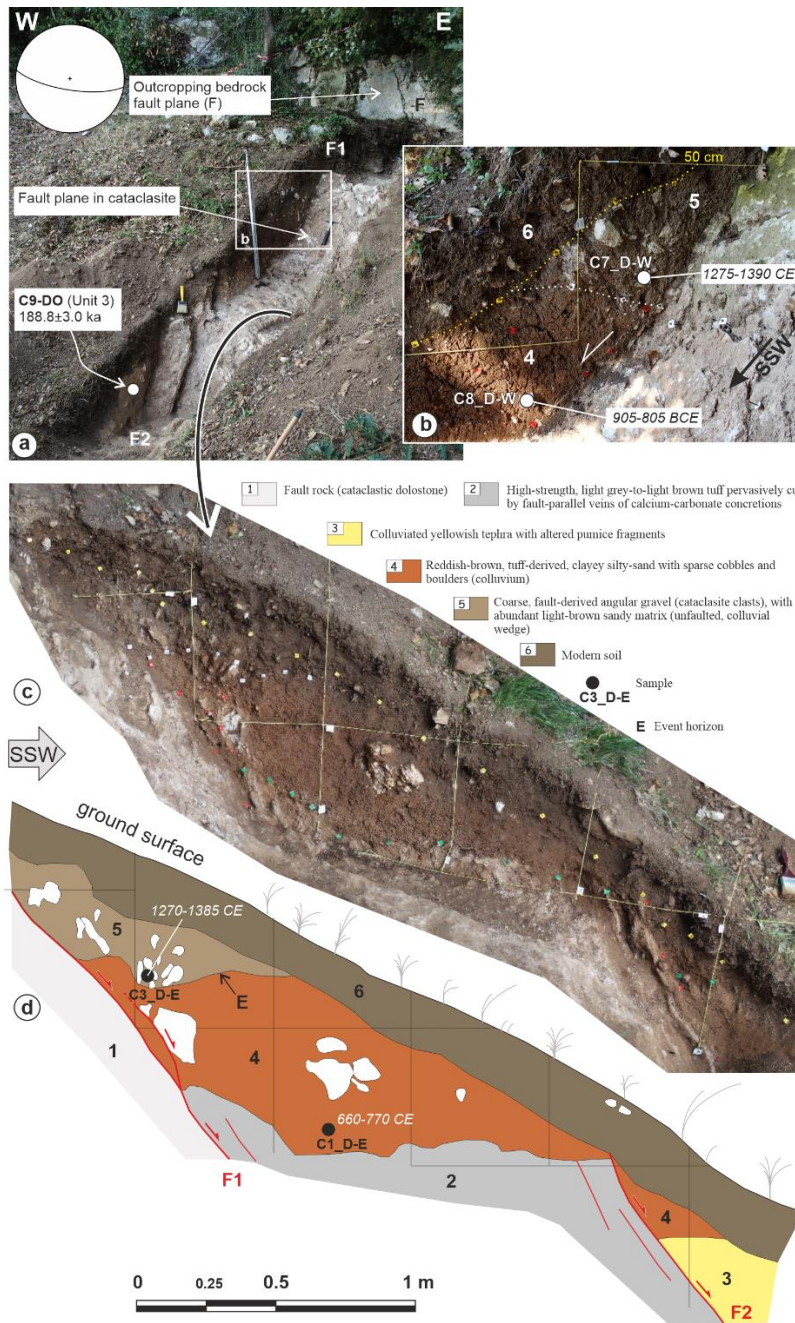 W
E
Outcropping bedrock
fault plane (F)
F
F1
Fault plane in cataclasite
b
C9-DO (Unit 3)
188.8±3.0 ka
F2
a
50 cm
5
6
C7_D-W
1275-1390 CE
4
C8_D-W
905-805 BCE
SSW
b
1 Fault rock (cataclastic dolostone)
2 High-strength, light grey-to-light brown tuff pervasively cu
by fault-parallel veins of calcium-carbonate concretions
3 Colluviated yellowish tephra with altered pumice fragments
4 Reddish-brown, tuff-derived, clayey silty-sand with sparse cobbles and
boulders (colluvium)
5 Coarse, fault-derived angular gravel (cataclasite clasts), with
abundant light-brown sandy matrix (unfaulted, colluvial
wedge)
6 Modern soil
C3_D-E Sample
E Event horizon
c
SSW
ground surface
5
1270-1385 CE
C3_D-E
E
6
d
1
4
660-770 CE
C1_D-E
2
F1
4
3
F2
0 0.25 0.5 1 m